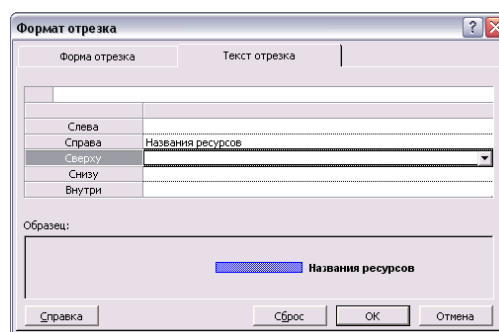 Формат отрезка
Форма отрезка Текст отрезка
Слева
Справа Названия ресурсов
Сверху
Снизу
Внутри
Образец:
Названия ресурсов
Справка Сброс ОК Отмена